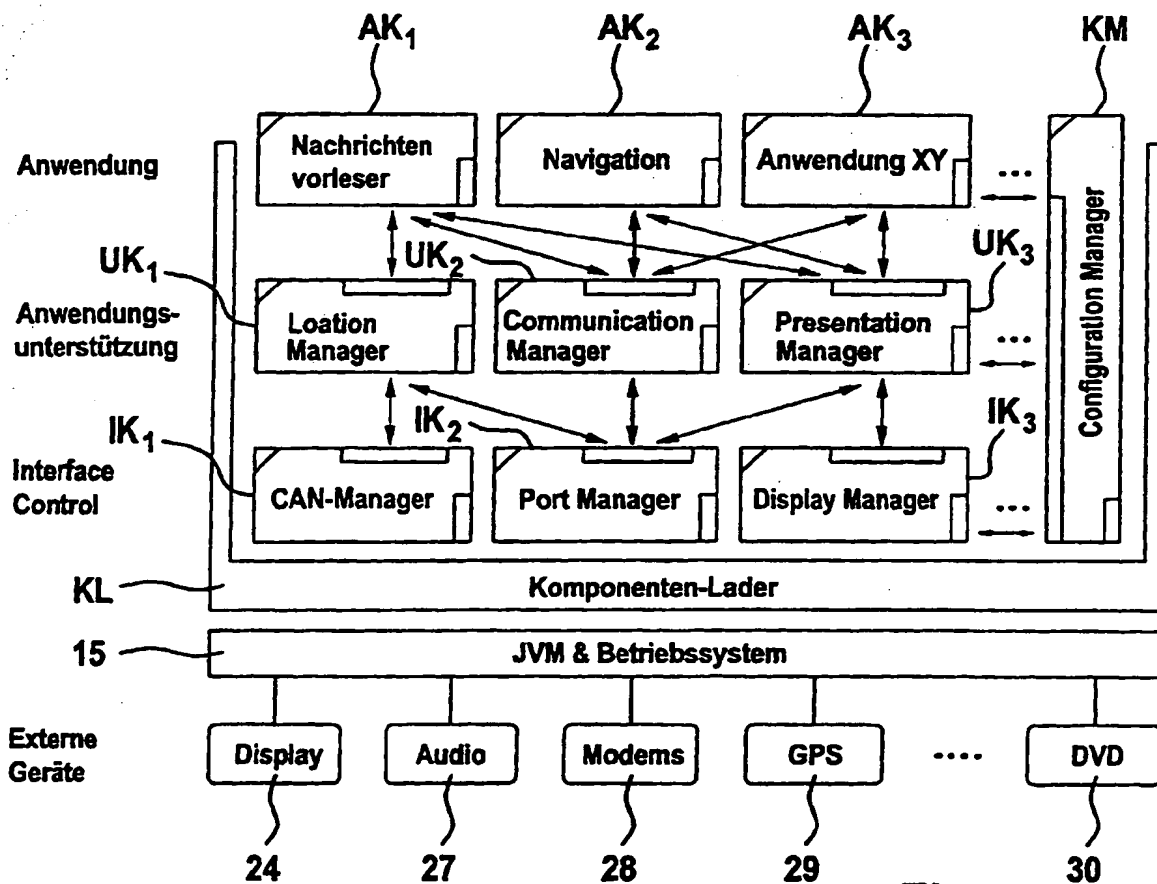 AK1 AK2 AK3 KM
Anwendung
Nachrichten
vorleser
Navigation
Anwendung XY
...
Configuration Manager
UK1
UK2
UK3
Anwendungs-
unterstützung
Loation
Manager
Communication
Manager
Presentation
Manager
...
IK1
IK2
IK3
Interface
Control
CAN-Manager
Port Manager
Display Manager
...
KL
Komponenten-Lader
15
JVM & Betriebssystem
Externe
Geräte
Display
Audio
Modems
GPS
....
DVD
24 27 28 29 30